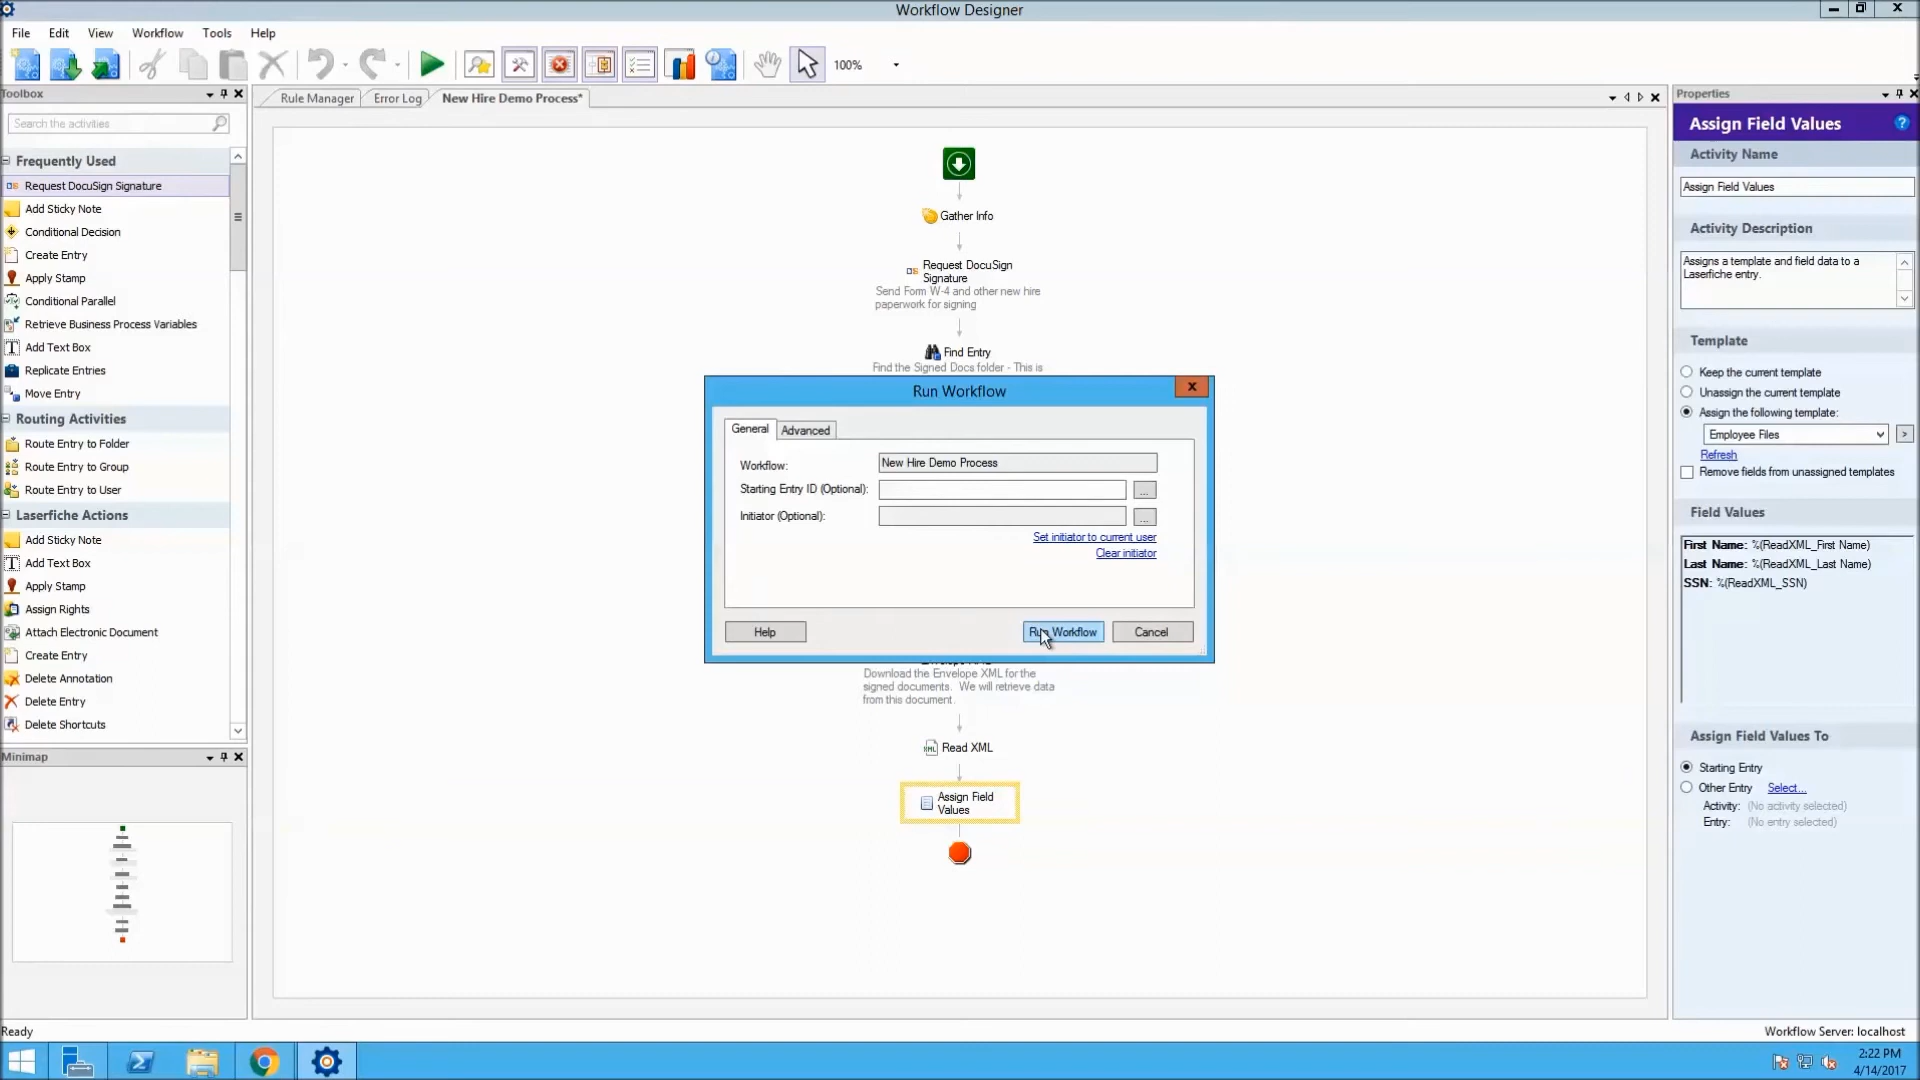 Workflow Designer
File Edit View Workflow Tools Help
100%
Toolbox
Search the activities
Frequently Used
Request DocuSign Signature
Add Sticky Note
Conditional Decision
Create Entry
Apply Stamp
Conditional Parallel
Retrieve Business Process Variables
Add Text Box
Replicate Entries
Move Entry
Routing Activities
Route Entry to Folder
Route Entry to Group
Route Entry to User
Laserfiche Actions
Add Sticky Note
Add Text Box
Apply Stamp
Assign Rights
Attach Electronic Document
Create Entry
Delete Annotation
Delete Entry
Delete Shortcuts
Minimap
Rule Manager Error Log New Hire Demo Process*
Gather Info
Request DocuSign
Signature
Send Form W-4 and other new hire
paperwork for signing
Find Entry
Find the Signed Docs folder - This is
Run Workflow
General Advanced
Workflow: New Hire Demo Process
Starting Entry ID (Optional): ...
Initiator (Optional): ...
Set initiator to current user
Clear initiator
Help Run Workflow Cancel
Download the Envelope XML for the
signed documents. We will retrieve data
from this document.
XML Read XML
Assign Field
Values
Properties
Assign Field Values ?
Activity Name
Assign Field Values
Activity Description
Assigns a template and field data to a
Laserfiche entry.
Template
Keep the current template
Unassign the current template
Assign the following template:
Employee Files >
Refresh
Remove fields from unassigned templates
Field Values
First Name: %(ReadXML_First Name)
Last Name: %(ReadXML_Last Name)
SSN: %(ReadXML_SSN)
Assign Field Values To
Starting Entry
Other Entry Select...
Activity: (No activity selected)
Entry: (No entry selected)
Ready
Workflow Server: localhost
2:22 PM
4/14/2017